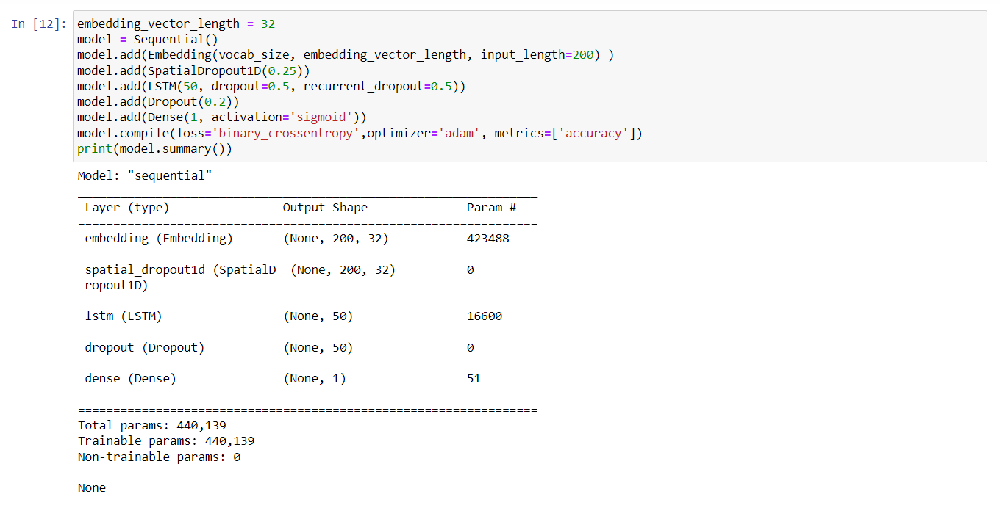 In [12]: embedding_vector_length = 32
model = Sequential()
model.add(Embedding(vocab_size, embedding_vector_length, input_length=200) )
model.add(SpatialDropout1D(0.25))
model.add(LSTM(50, dropout=0.5, recurrent_dropout=0.5))
model.add(Dropout(0.2))
model.add(Dense(1, activation='sigmoid'))
model.compile(loss='binary_crossentropy',optimizer='adam', metrics=['accuracy'])
print(model.summary())
Model: "sequential"
_________________________________________________________________
Layer (type) Output Shape Param #
=================================================================
embedding (Embedding) (None, 200, 32) 423488
spatial_dropout1d (SpatialD (None, 200, 32) 0
ropout1D)
lstm (LSTM) (None, 50) 16600
dropout (Dropout) (None, 50) 0
dense (Dense) (None, 1) 51
=================================================================
Total params: 440,139
Trainable params: 440,139
Non-trainable params: 0
_________________________________________________________________
None